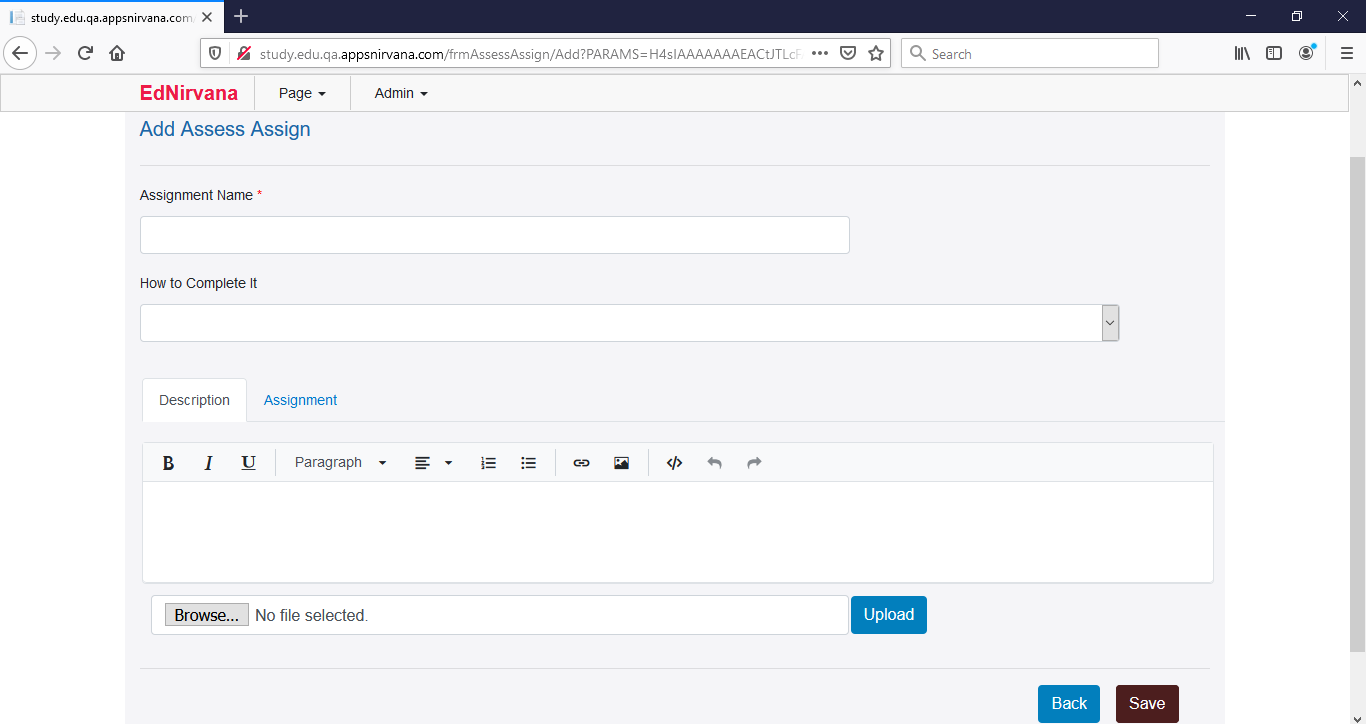 study.edu.qa.appsnirvana.com
study.edu.qa.appsnirvana.com/frmAssessAssign/Add?PARAMS=H4sIAAAAAAAEACtJTLcF
Search
EdNirvana
Page
Admin
Add Assess Assign
Assignment Name *
How to Complete It
Description
Assignment
B I U Paragraph
Browse... No file selected.
Upload
Back
Save